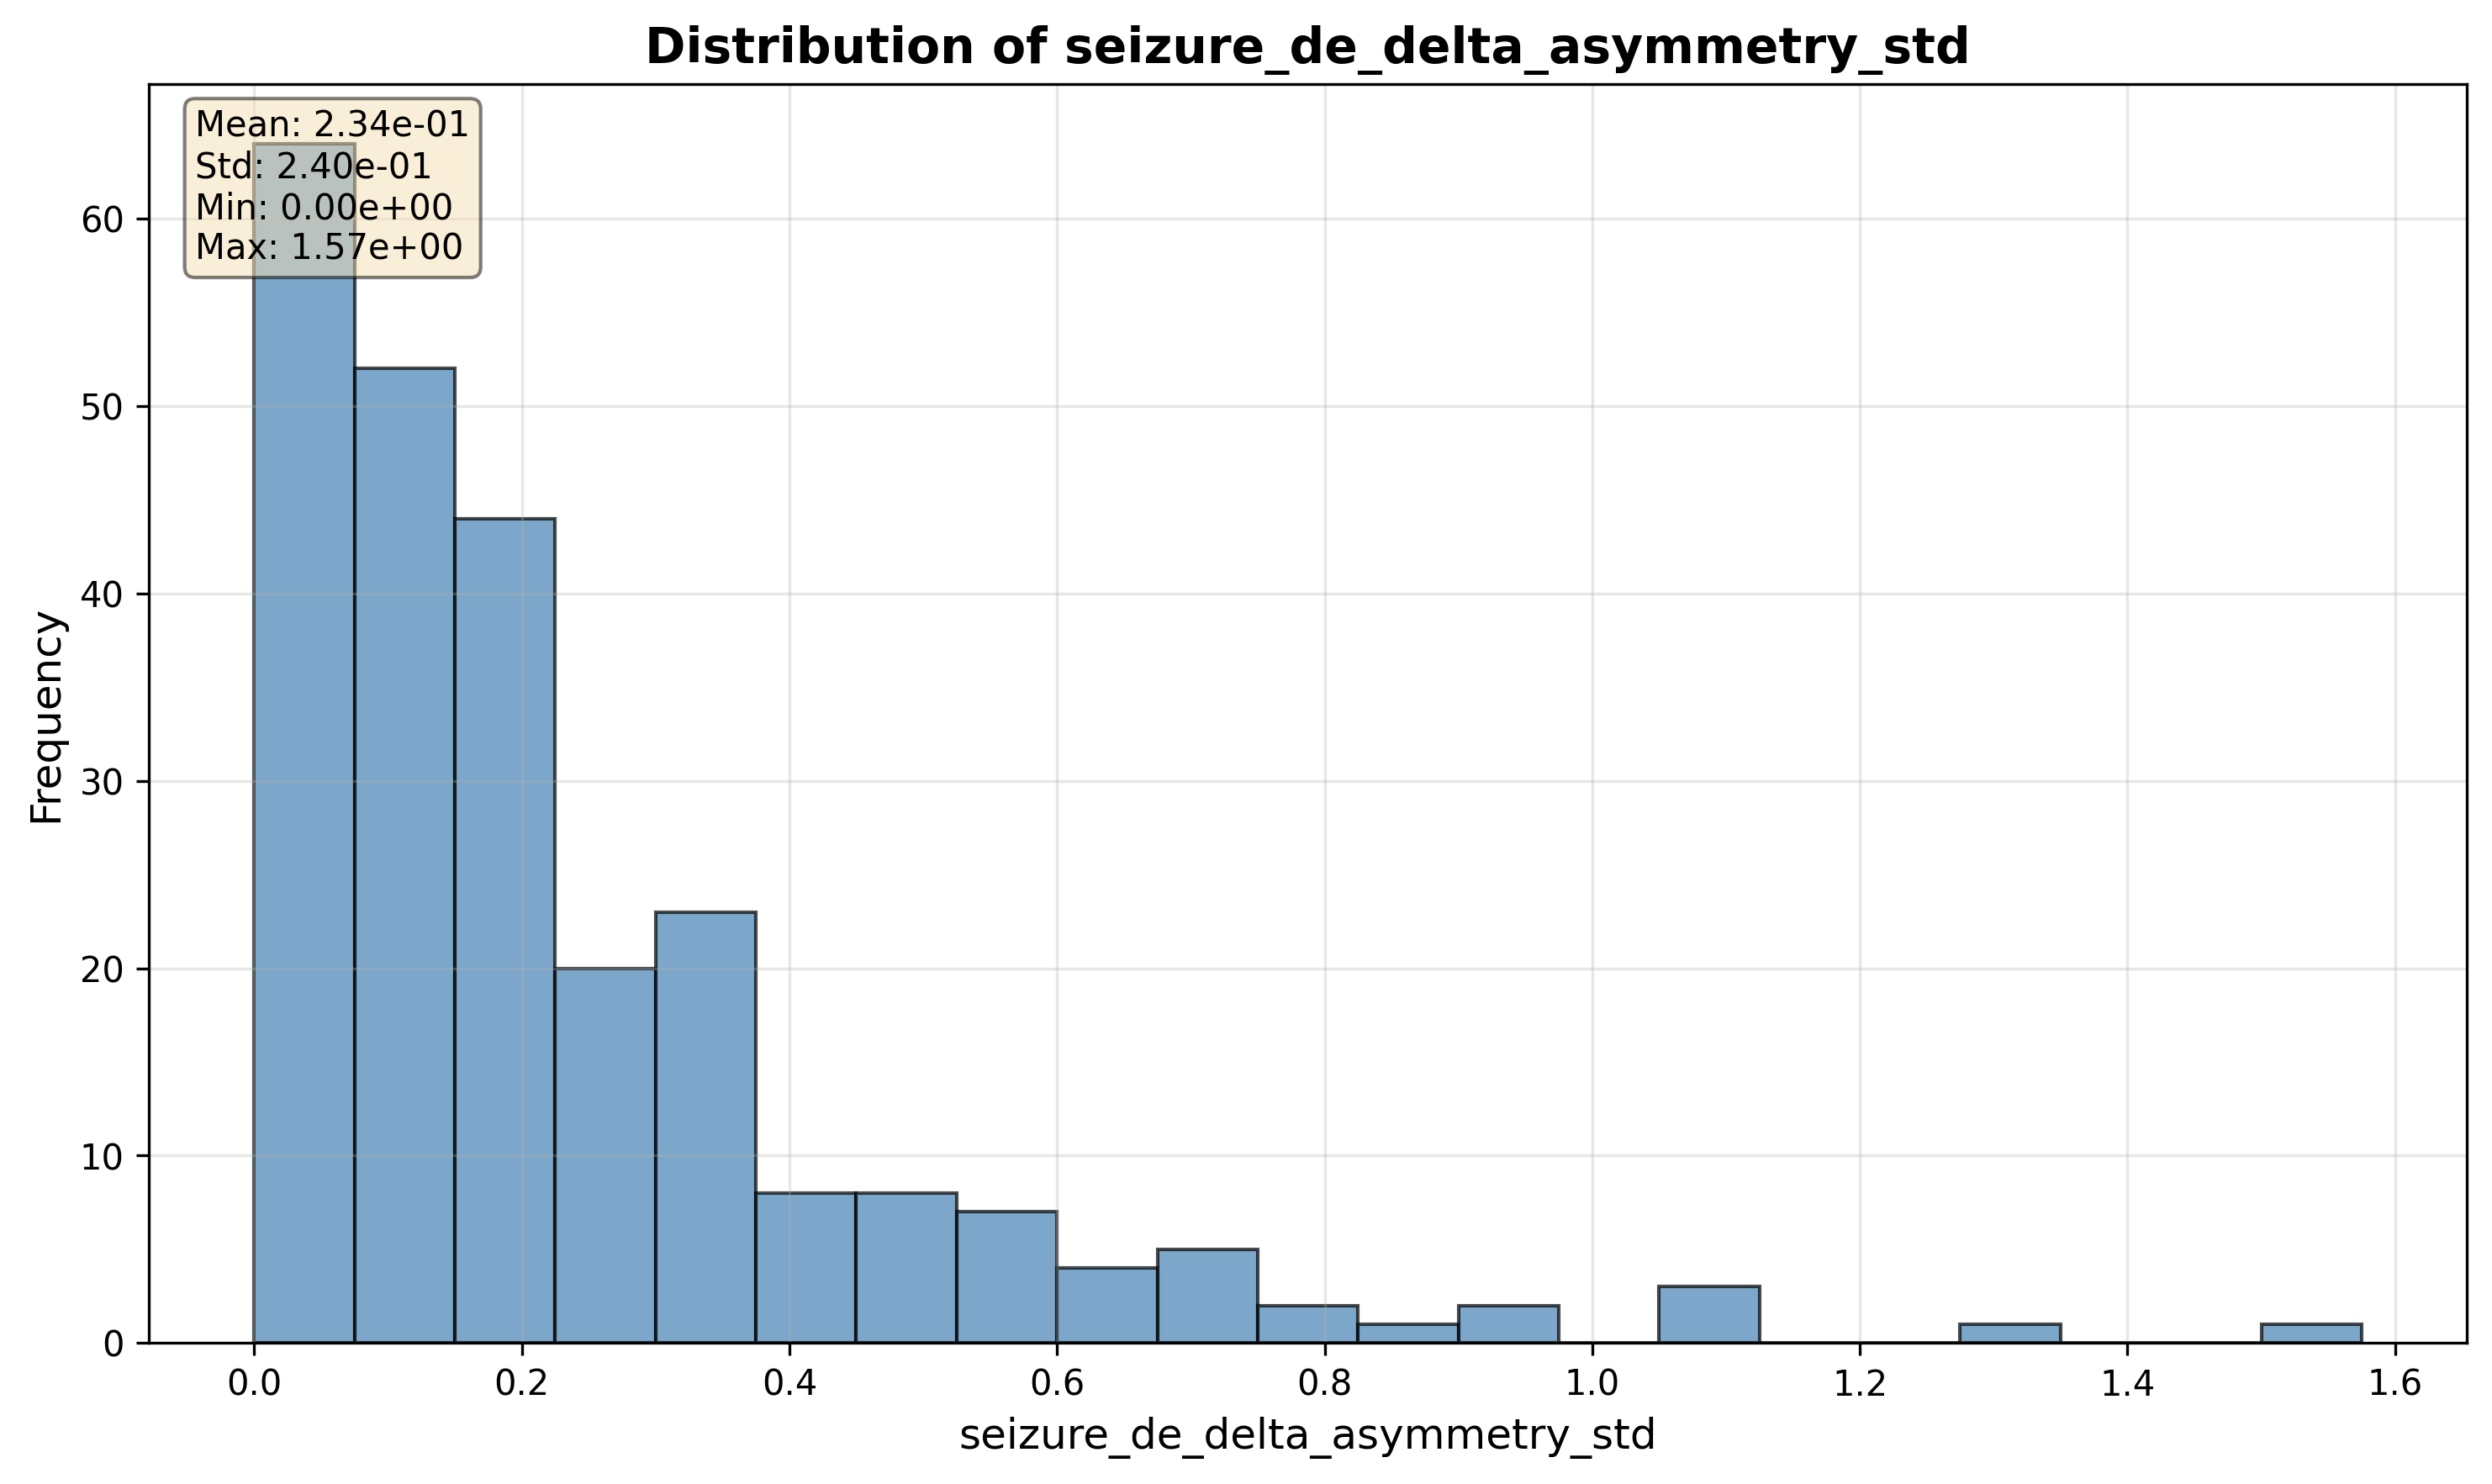 Distribution of seizure_de_delta_asymmetry_std
Mean: 2.34e-01
Std: 2.40e-01
Min: 0.00e+00
Max: 1.57e+00
60
50
40
30
20
10
0
Frequency
0.0 0.2 0.4 0.6 0.8 1.0 1.2 1.4 1.6
seizure_de_delta_asymmetry_std